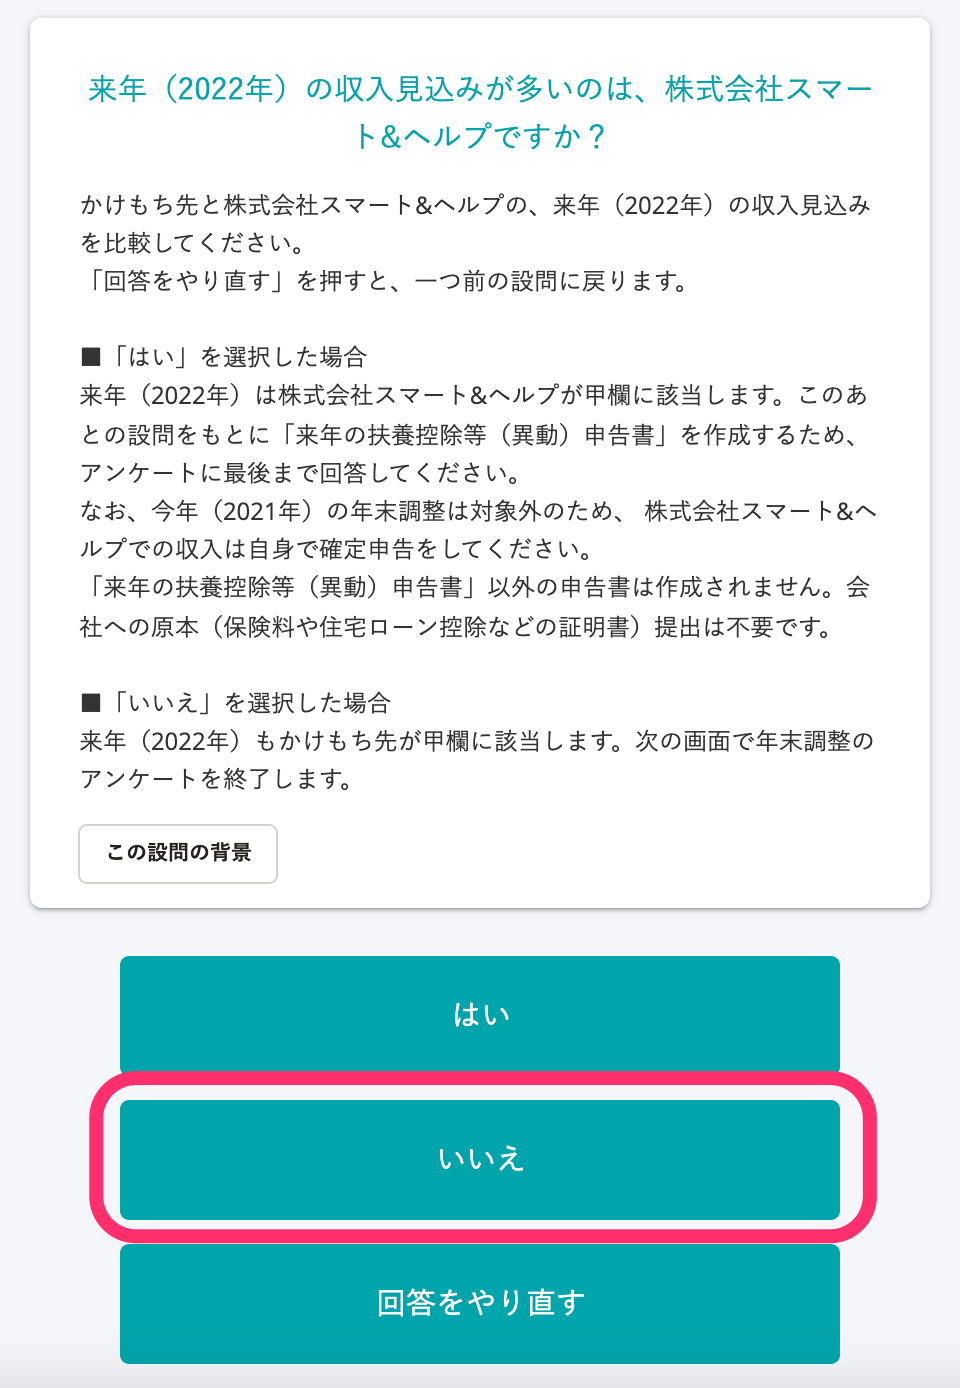 来年（2022年）の収入見込みが多いのは、株式会社スマー
ト&ヘルプですか？
かけもち先と株式会社スマート&ヘルプの、来年（2022年）の収入見込み
を比較してください。
「回答をやり直す」を押すと、一つ前の設問に戻ります。
■「はい」を選択した場合
来年（2022年）は株式会社スマート&ヘルプが甲欄に該当します。このあ
との設問をもとに「来年の扶養控除等（異動）申告書」を作成するため、
アンケートに最後まで回答してください。
なお、今年（2021年）の年末調整は対象外のため、 株式会社スマート&ヘ
ルプでの収入は自身で確定申告をしてください。
「来年の扶養控除等（異動）申告書」以外の申告書は作成されません。会
社への原本（保険料や住宅ローン控除などの証明書）提出は不要です。
■「いいえ」を選択した場合
来年（2022年）もかけもち先が甲欄に該当します。次の画面で年末調整の
アンケートを終了します。
この設問の背景
はい
いいえ
回答をやり直す